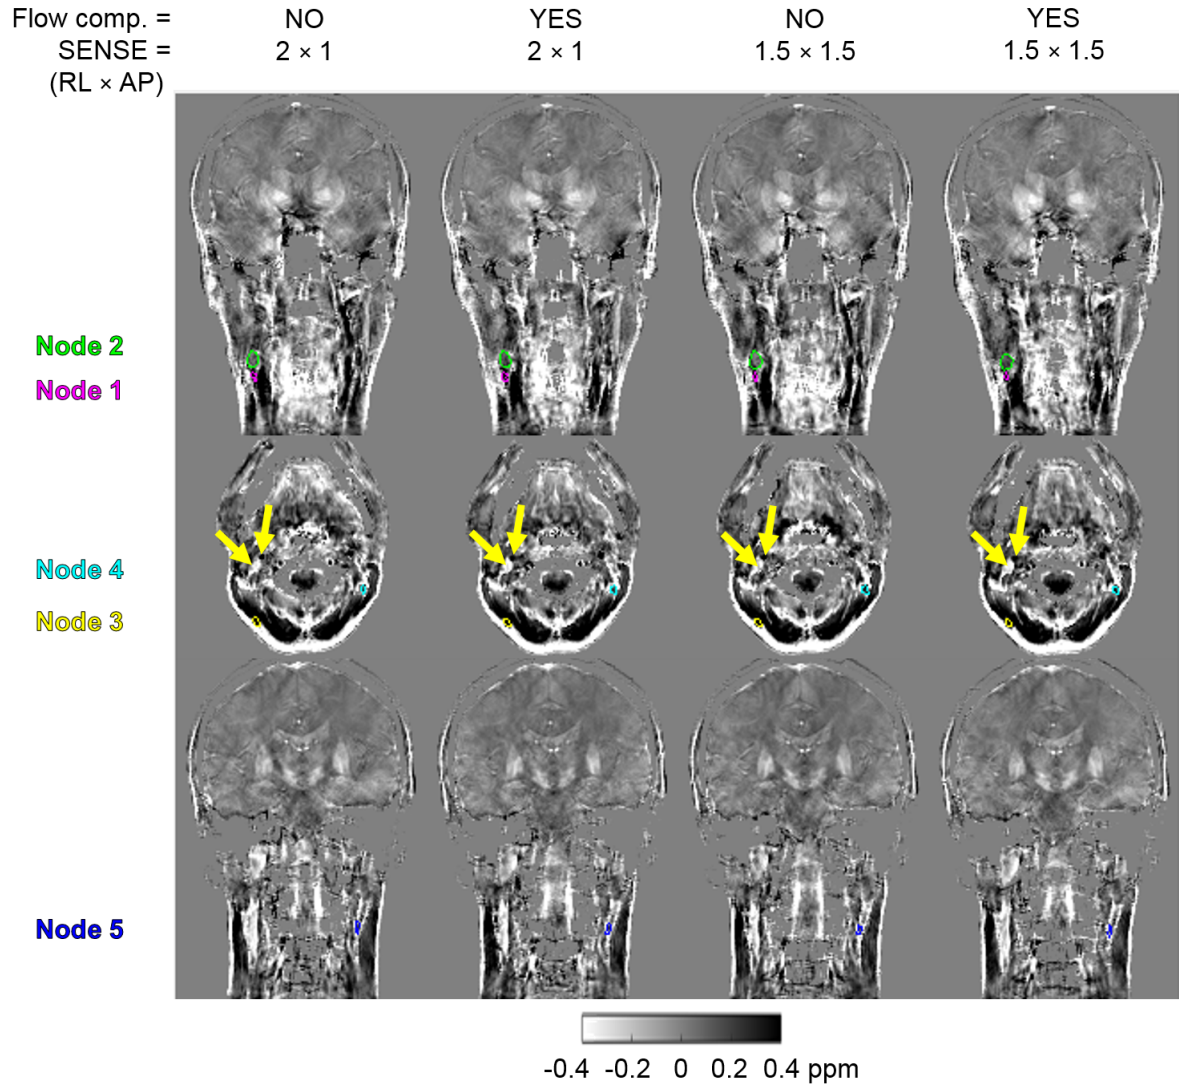 Flow comp. = NO YES NO YES
SENSE = 2 × 1 2 × 1 1.5 × 1.5 1.5 × 1.5
(RL × AP)
Node 2
Node 1
Node 4
Node 3
Node 5
-0.4 -0.2 0 0.2 0.4 ppm